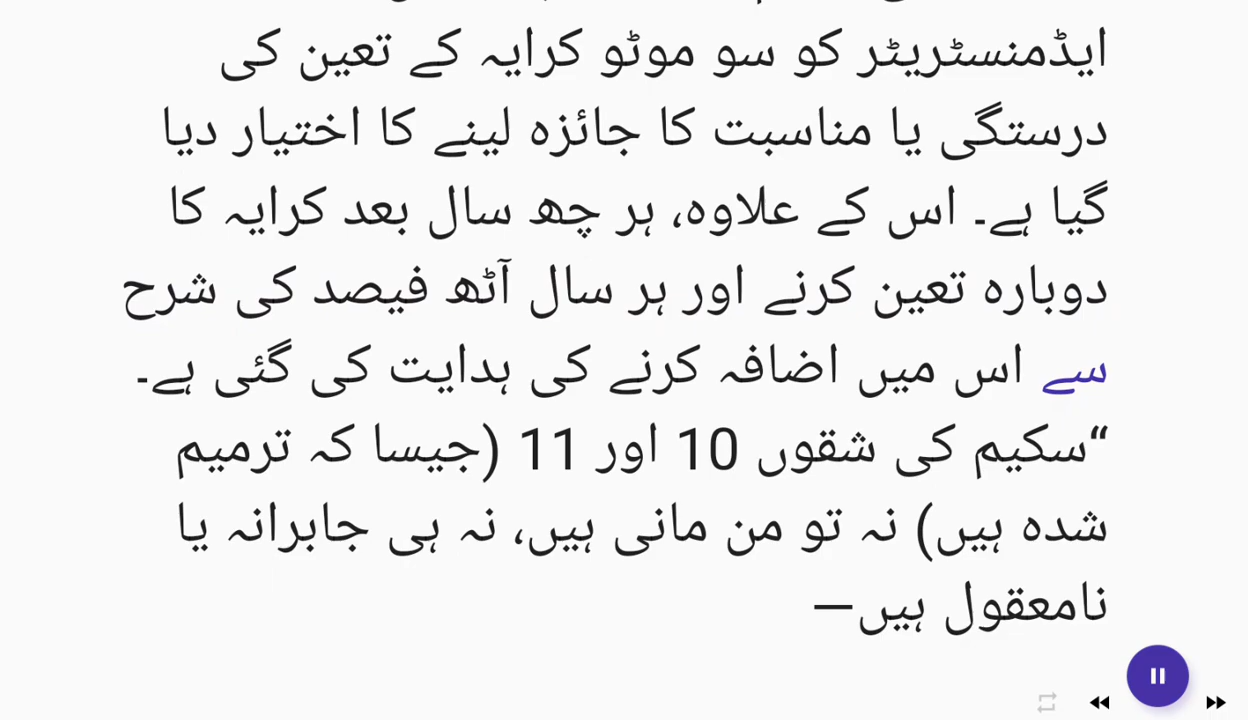 ایڈمنسٹریٹر کو سو موٹو کرایہ کے تعین کی
درستگی یا مناسبت کا جائزہ لینے کا اختیار دیا
گیا ہے۔ اس کے علاوہ، ہر چھ سال بعد کرایہ کا
دوبارہ تعین کرنے اور ہر سال آٹھ فیصد کی شرح
سے اس میں اضافہ کرنے کی ہدایت کی گئی ہے۔
“سکیم کی شقوں 10 اور 11 (جیسا کہ ترمیم
شدہ ہیں) نہ تو من مانی ہیں، نہ ہی جابرانہ یا
نامعقول ہیں—